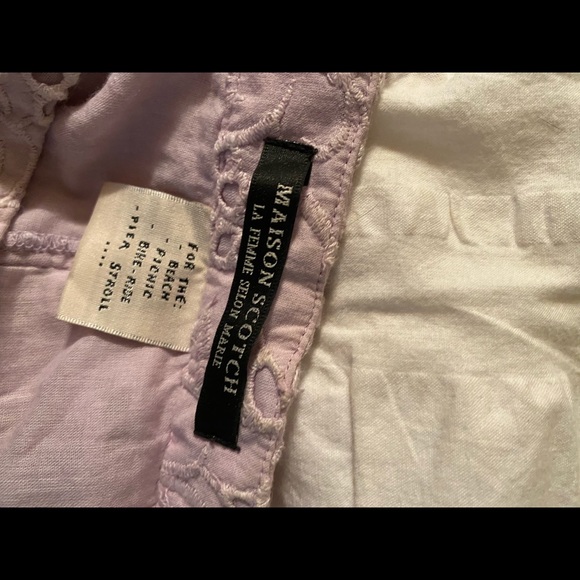 MAISON SCOTCH
LA FEMME SELON MARIE
FOR THE:
- BEACH
- PICNIC
- BIKE-RIDE
- PIER STROLL
....